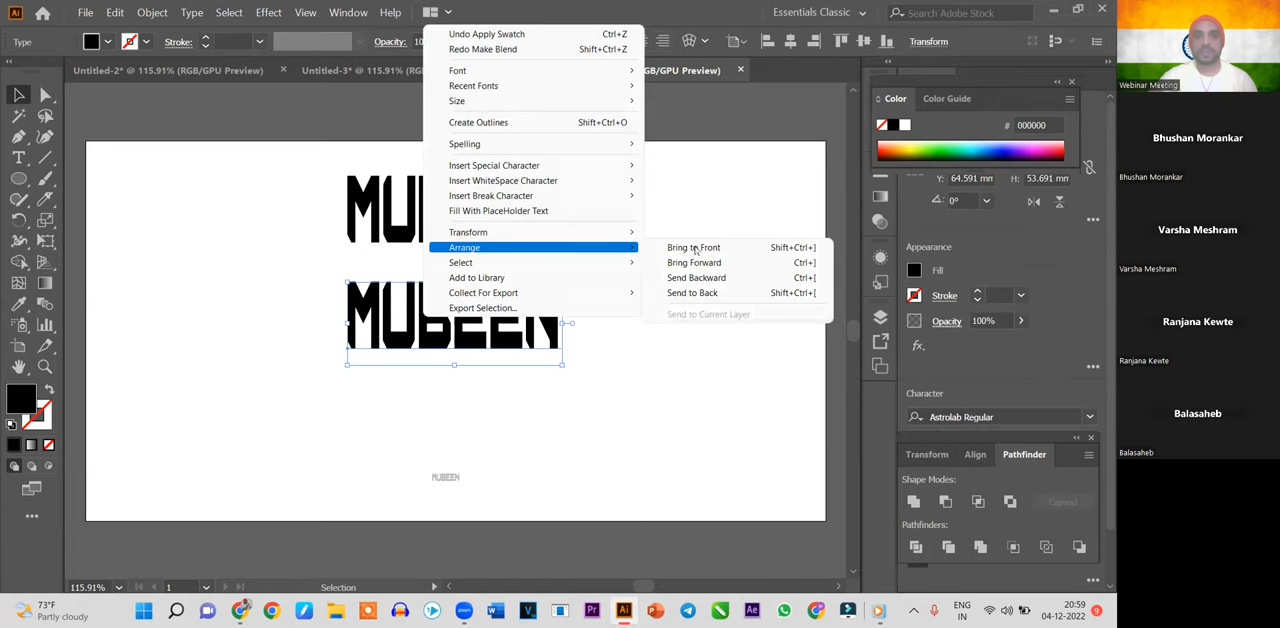 File Edit Object Type Select Effect View Window Help
Essentials Classic
Search Adobe Stock
Type
Stroke:
Opacity:
Transform
Untitled-2* @ 115.91% (RGB/GPU Preview)
Untitled-3* @ 115.91% (R
GB/GPU Preview)
Undo Apply Swatch Ctrl+Z
Redo Make Blend Shift+Ctrl+Z
Font
Recent Fonts
Size
Create Outlines Shift+Ctrl+O
Spelling
Insert Special Character
Insert WhiteSpace Character
Insert Break Character
Fill With PlaceHolder Text
Transform
Arrange
Select
Add to Library
Collect For Export
Export Selection...
Bring to Front Shift+Ctrl+]
Bring Forward Ctrl+]
Send Backward Ctrl+[
Send to Back Shift+Ctrl+[
Send to Current Layer
MU
MUBEEN
MUBEEN
Color Color Guide
# 000000
Y: 64.591 mm H: 53.691 mm
0°
Appearance
Fill
Stroke
Opacity 100%
fx.
Character
Astrolab Regular
Transform Align Pathfinder
Shape Modes:
Expand
Pathfinders:
115.91% 1 Selection
Webinar Meeting
Bhushan Morankar
Bhushan Morankar
Varsha Meshram
Varsha Meshram
Ranjana Kewte
Ranjana Kewte
Balasaheb
Balasaheb
73°F
Partly cloudy
ENG
IN
20:59
04-12-2022
9